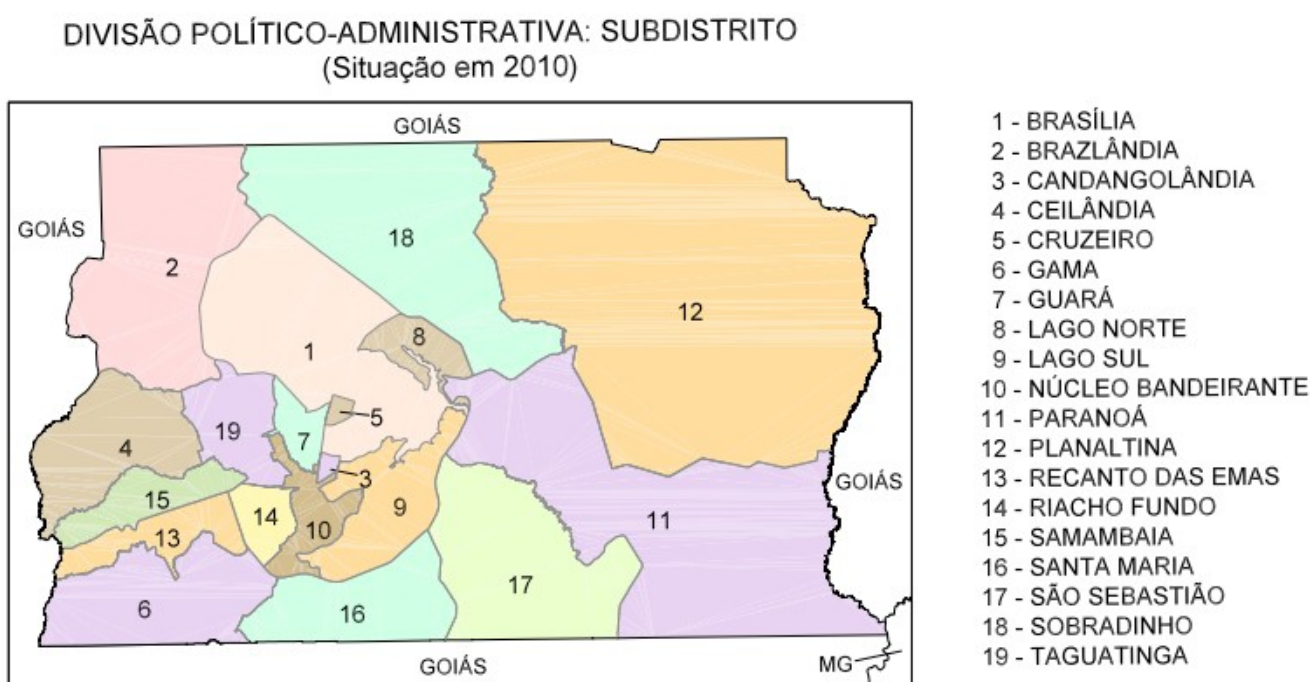 DIVISÃO POLÍTICO-ADMINISTRATIVA: SUBDISTRITO
(Situação em 2010)
GOIÁS
GOIÁS
18
2
12
8
1
5
4
19
7
3
15
GOIÁS
9
14
11
10
13
17
6
16
GOIÁS
MG
1 - BRASÍLIA
2 - BRAZLÂNDIA
3 - CANDANGOLÂNDIA
4 - CEILÂNDIA
5 - CRUZEIRO
6 - GAMA
7 - GUARÁ
8 - LAGO NORTE
9 - LAGO SUL
10 - NÚCLEO BANDEIRANTE
11 - PARANOÁ
12 - PLANALTINA
13 - RECANTO DAS EMAS
14 - RIACHO FUNDO
15 - SAMAMBAIA
16 - SANTA MARIA
17 - SÃO SEBASTIÃO
18 - SOBRADINHO
19 - TAGUATINGA